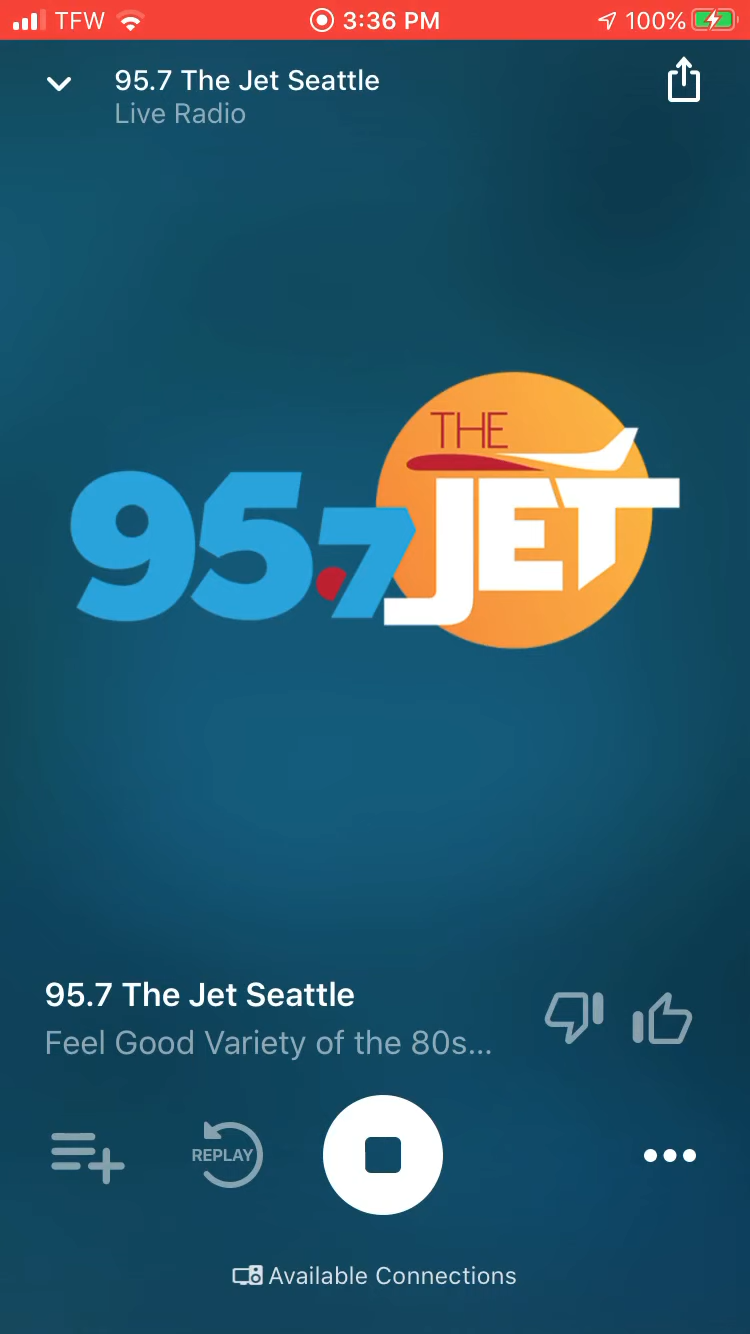 TFW 3:36 PM 100%
95.7 The Jet Seattle
Live Radio
THE
95.7 JET
95.7 The Jet Seattle
Feel Good Variety of the 80s...
REPLAY
Available Connections